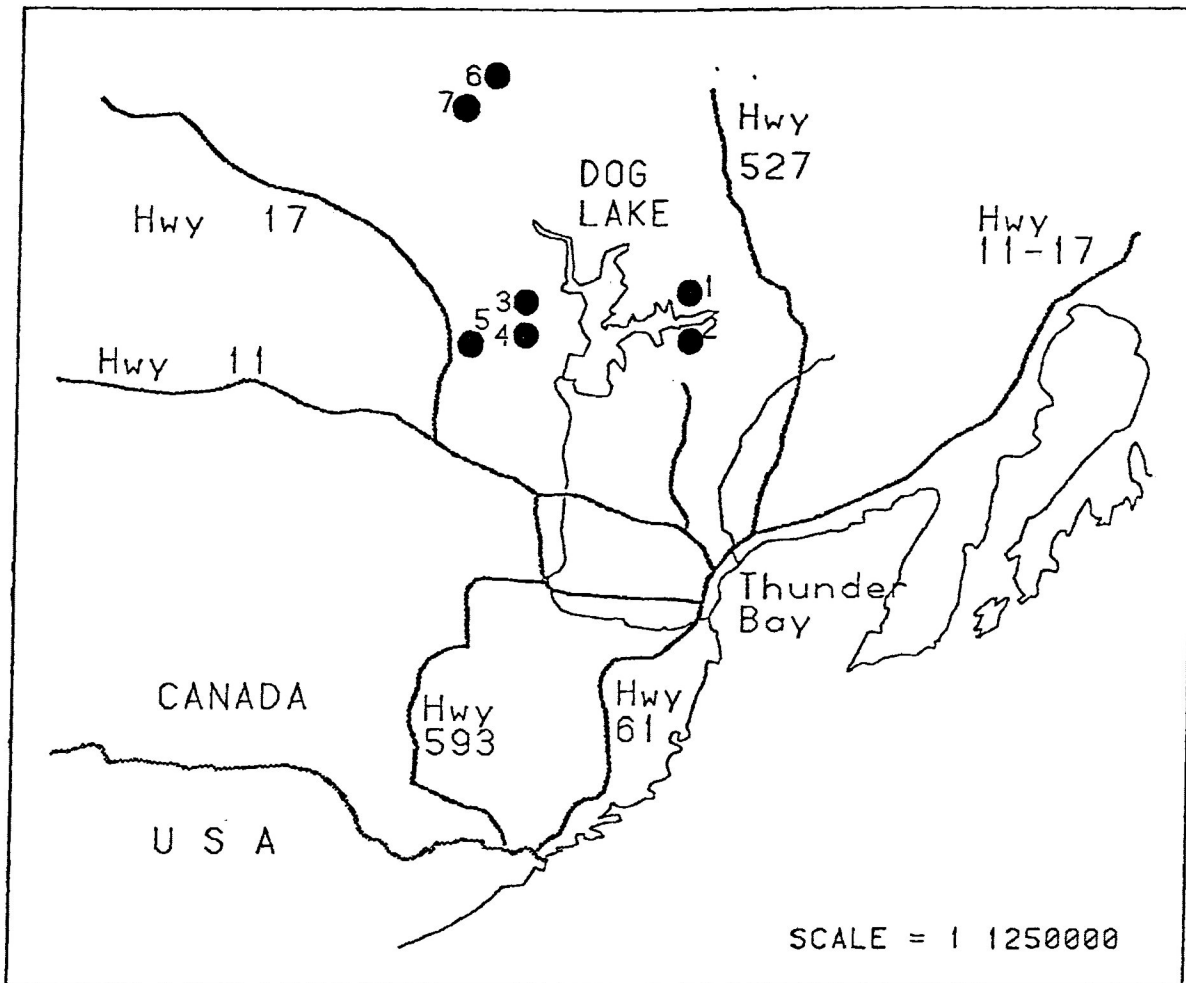 6
7
Hwy
527
DOG
LAKE
Hwy 17
Hwy
11-17
1
3
5
4
2
Hwy 11
Thunder
Bay
CANADA
Hwy
593
Hwy
61
U S A
SCALE = 1 1250000